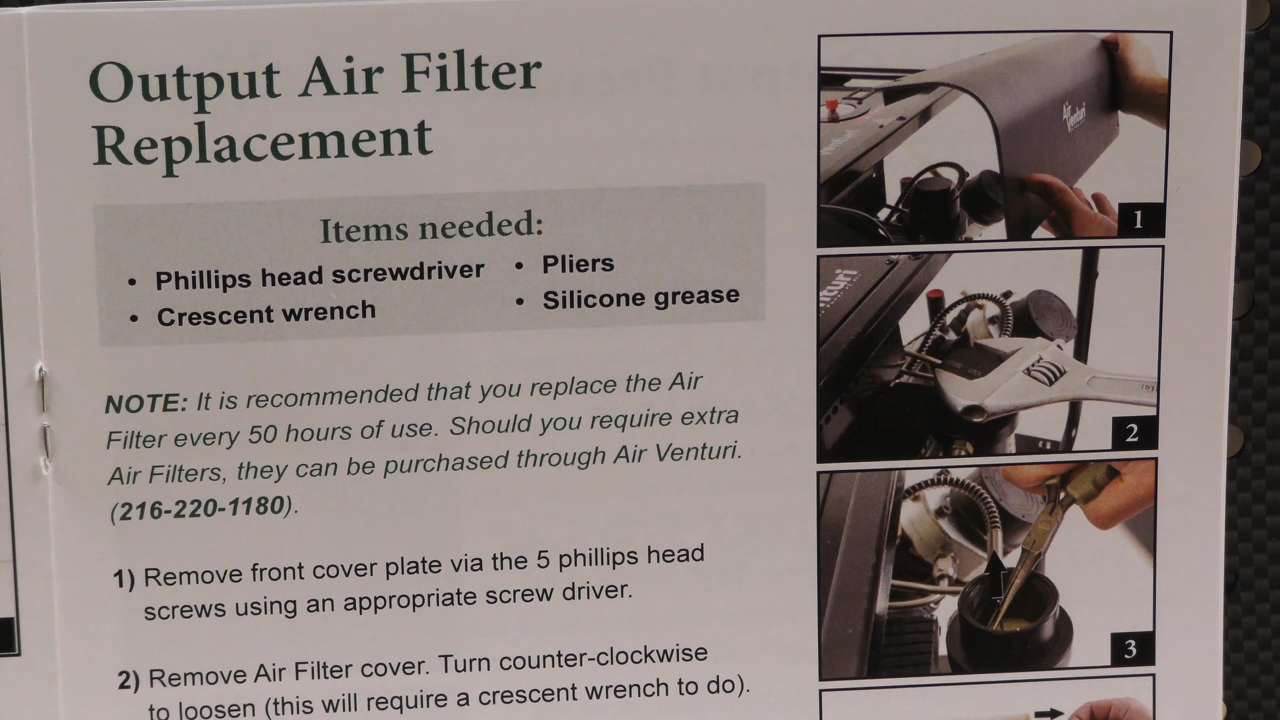 Output Air Filter
Replacement
Items needed:
• Phillips head screwdriver
• Crescent wrench
• Pliers
• Silicone grease
NOTE: It is recommended that you replace the Air
Filter every 50 hours of use. Should you require extra
Air Filters, they can be purchased through Air Venturi.
(216-220-1180).
1) Remove front cover plate via the 5 phillips head
screws using an appropriate screw driver.
2) Remove Air Filter cover. Turn counter-clockwise
to loosen (this will require a crescent wrench to do).
Air
Venturi
1
2
3